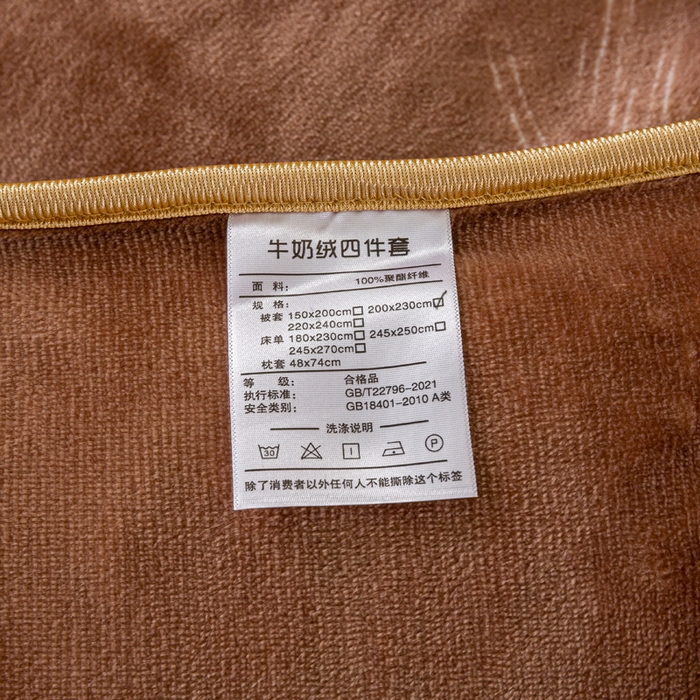 牛奶绒四件套
面 料： 100%聚酯纤维
规 格：
被套 150x200cm□ 200x230cm☑
220x240cm□
床单 180x230cm□ 245x250cm□
245x270cm□
枕套 48x74cm
等 级： 合格品
执行标准： GB/T22796-2021
安全类别： GB18401-2010 A类
洗涤说明
30 P
除了消费者以外任何人不能撕除这个标签